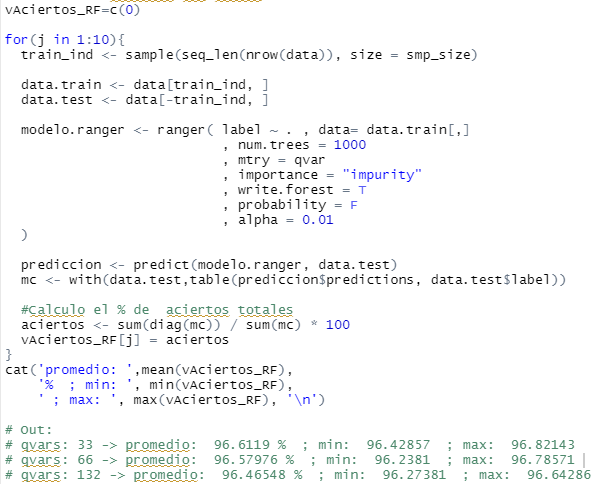 vAciertos_RF=c(0)
for(j in 1:10){
train_ind <- sample(seq_len(nrow(data)), size = smp_size)
data.train <- data[train_ind, ]
data.test <- data[-train_ind, ]
modelo.ranger <- ranger( label ~ . , data= data.train[,]
, num.trees = 1000
, mtry = qvar
, importance = "impurity"
, write.forest = T
, probability = F
, alpha = 0.01
)
prediccion <- predict(modelo.ranger, data.test)
mc <- with(data.test,table(prediccion$predictions, data.test$label))
#Calculo el % de  aciertos totales
aciertos <- sum(diag(mc)) / sum(mc) * 100
vAciertos_RF[j] = aciertos
}
cat('promedio: ',mean(vAciertos_RF),
'%  ; min: ', min(vAciertos_RF),
' ; max: ', max(vAciertos_RF), '\n')
# Out:
# qvars: 33 -> promedio:  96.6119 %  ; min:  96.42857  ; max:  96.82143
# qvars: 66 -> promedio:  96.57976 %  ; min:  96.2381  ; max:  96.78571
# qvars: 132 -> promedio:  96.46548 %  ; min:  96.27381  ; max:  96.64286